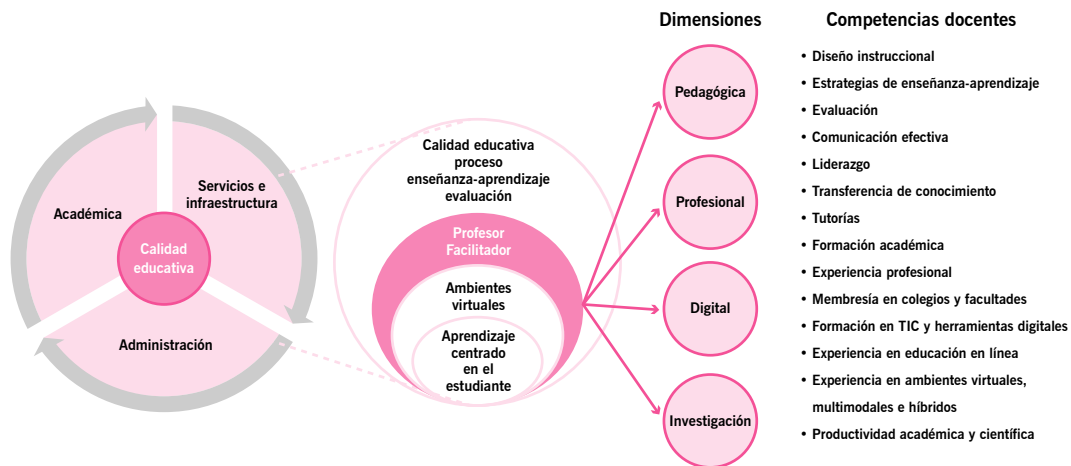 Académica
Servicios e
infraestructura
Calidad
educativa
Administración
Calidad educativa
proceso
enseñanza-aprendizaje
evaluación
Profesor
Facilitador
Ambientes
virtuales
Aprendizaje
centrado
en el
estudiante
Dimensiones
Pedagógica
Profesional
Digital
Investigación
Competencias docentes
• Diseño instruccional
• Estrategias de enseñanza-aprendizaje
• Evaluación
• Comunicación efectiva
• Liderazgo
• Transferencia de conocimiento
• Tutorías
• Formación académica
• Experiencia profesional
• Membresía en colegios y facultades
• Formación en TIC y herramientas digitales
• Experiencia en educación en línea
• Experiencia en ambientes virtuales,
multimodales e híbridos
• Productividad académica y científica